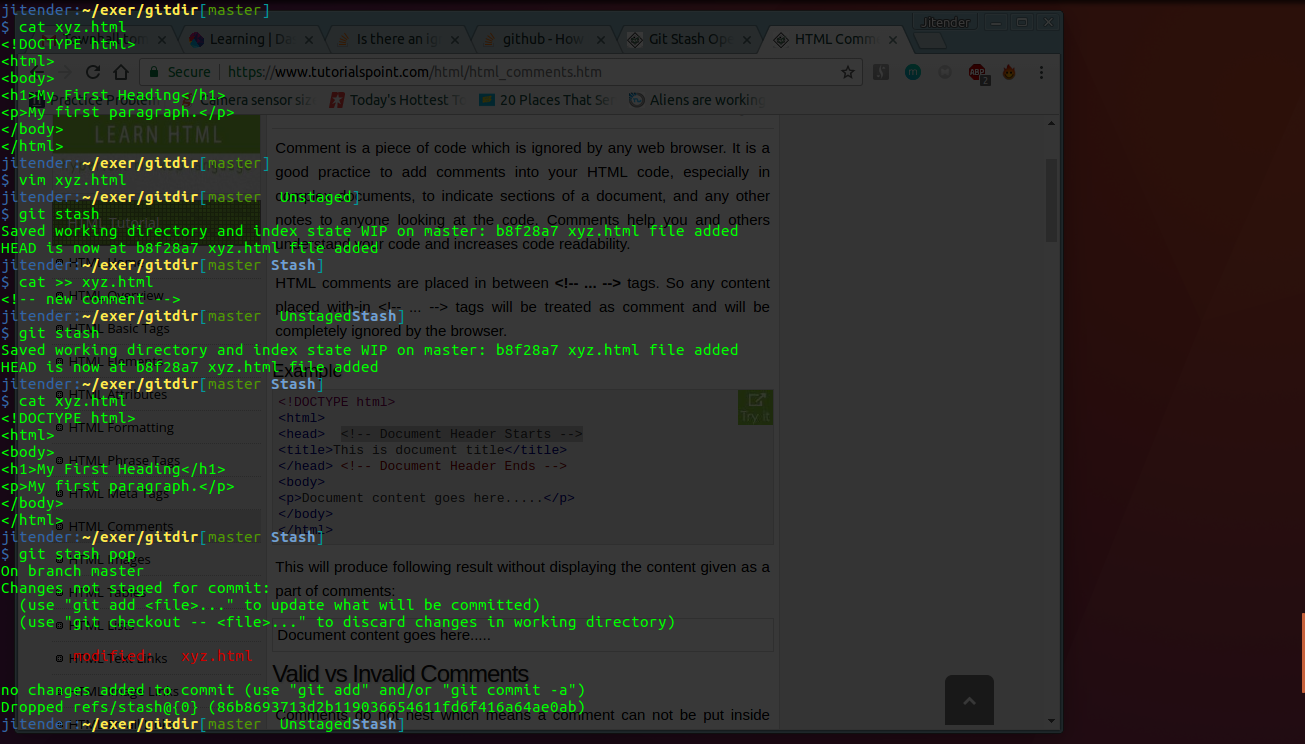 jitender:~/exer/gitdir[master]
$ cat xyz.html
<!DOCTYPE html>
<html>
<body>
<h1>My First Heading</h1>
<p>My first paragraph.</p>
</body>
</html>
jitender:~/exer/gitdir[master]
$ vim xyz.html
jitender:~/exer/gitdir[master  Unstaged]
$ git stash
Saved working directory and index state WIP on master: b8f28a7 xyz.html file added
HEAD is now at b8f28a7 xyz.html file added
jitender:~/exer/gitdir[master Stash]
$ cat >> xyz.html
<!-- new comment -->
jitender:~/exer/gitdir[master  UnstagedStash]
$ git stash
Saved working directory and index state WIP on master: b8f28a7 xyz.html file added
HEAD is now at b8f28a7 xyz.html file added
jitender:~/exer/gitdir[master Stash]
$ cat xyz.html
<!DOCTYPE html>
<html>
<body>
<h1>My First Heading</h1>
<p>My first paragraph.</p>
</body>
</html>
jitender:~/exer/gitdir[master Stash]
$ git stash pop
On branch master
Changes not staged for commit:
  (use "git add <file>..." to update what will be committed)
  (use "git checkout -- <file>..." to discard changes in working directory)
modified:   xyz.html
no changes added to commit (use "git add" and/or "git commit -a")
Dropped refs/stash@{0} (86b8693713d2b119036654611fd6f416a64ae0ab)
jitender:~/exer/gitdir[master  UnstagedStash]
Jitender
Learning | Da
Is there an ig
github - How
Git Stash Ope
HTML Comme
Secure
https://www.tutorialspoint.com/html/html_comments.htm
2
Practice Problem
Camera sensor siz
Today's Hottest T
20 Places That Se
Aliens are working
LEARN HTML
HTML Tutorial
HTML Overview
HTML Basic Tags
HTML Elements
HTML Attributes
HTML Formatting
HTML Phrase Tags
HTML Meta Tags
HTML Comments
HTML Images
HTML Text Links
Comment is a piece of code which is ignored by any web browser. It is a
good practice to add comments into your HTML code, especially in
documents, to indicate sections of a document, and any other
notes to anyone looking at the code. Comments help you and others
understand your code and increases code readability.
HTML comments are placed in between <!-- ... --> tags. So any content
placed with-in <!-- ... --> tags will be treated as comment and will be
completely ignored by the browser.
Example
Try it
<!DOCTYPE html>
<html>
<head>  <!-- Document Header Starts -->
<title>This is document title</title>
</head> <!-- Document Header Ends -->
<body>
<p>Document content goes here.....</p>
</body>
</html>
This will produce following result without displaying the content given as a
part of comments:
Document content goes here.....
Valid vs Invalid Comments
Comments do not nest which means a comment can not be put inside